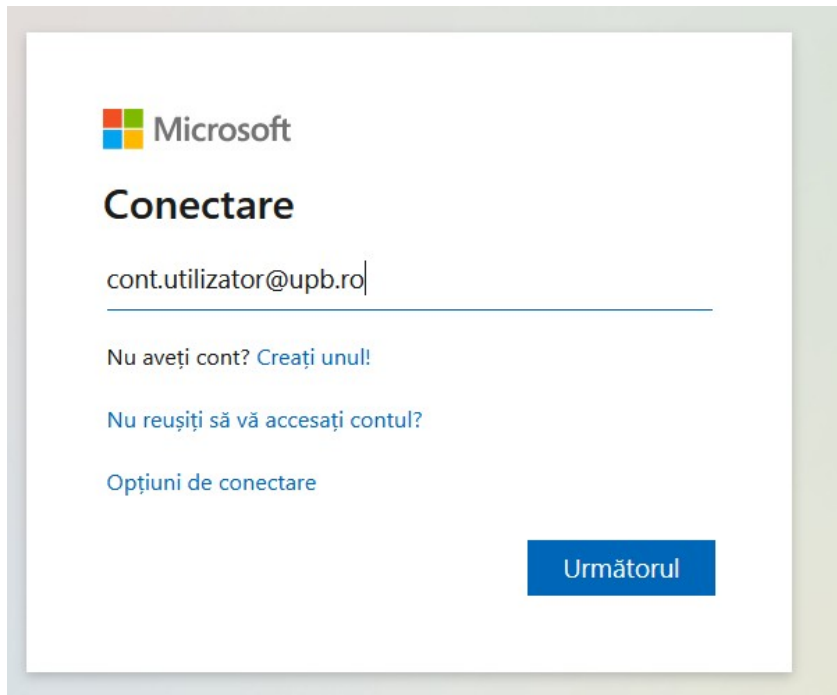 Microsoft
Conectare
cont.utilizator@upb.ro
Nu aveți cont? Creați unul!
Nu reușiți să vă accesați contul?
Opțiuni de conectare
Următorul